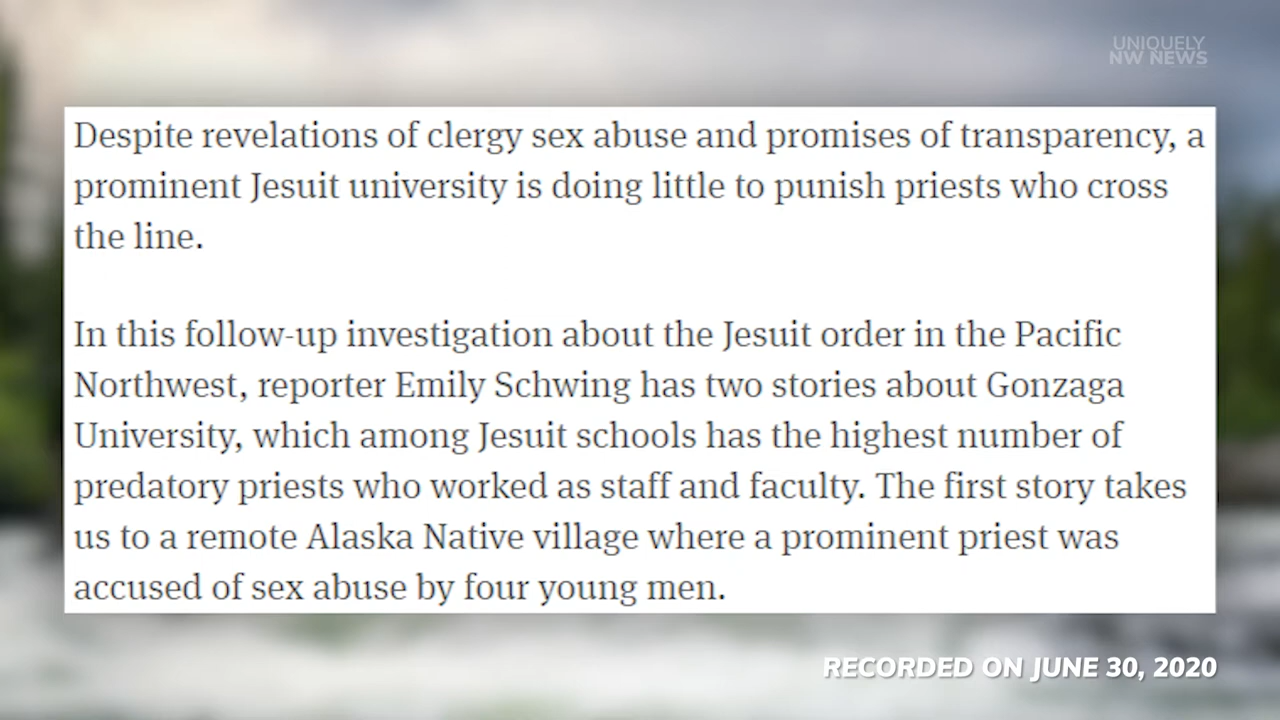 UNIQUELY
NW NEWS
Despite revelations of clergy sex abuse and promises of transparency, a
prominent Jesuit university is doing little to punish priests who cross
the line.
In this follow-up investigation about the Jesuit order in the Pacific
Northwest, reporter Emily Schwing has two stories about Gonzaga
University, which among Jesuit schools has the highest number of
predatory priests who worked as staff and faculty. The first story takes
us to a remote Alaska Native village where a prominent priest was
accused of sex abuse by four young men.
RECORDED ON JUNE 30, 2020